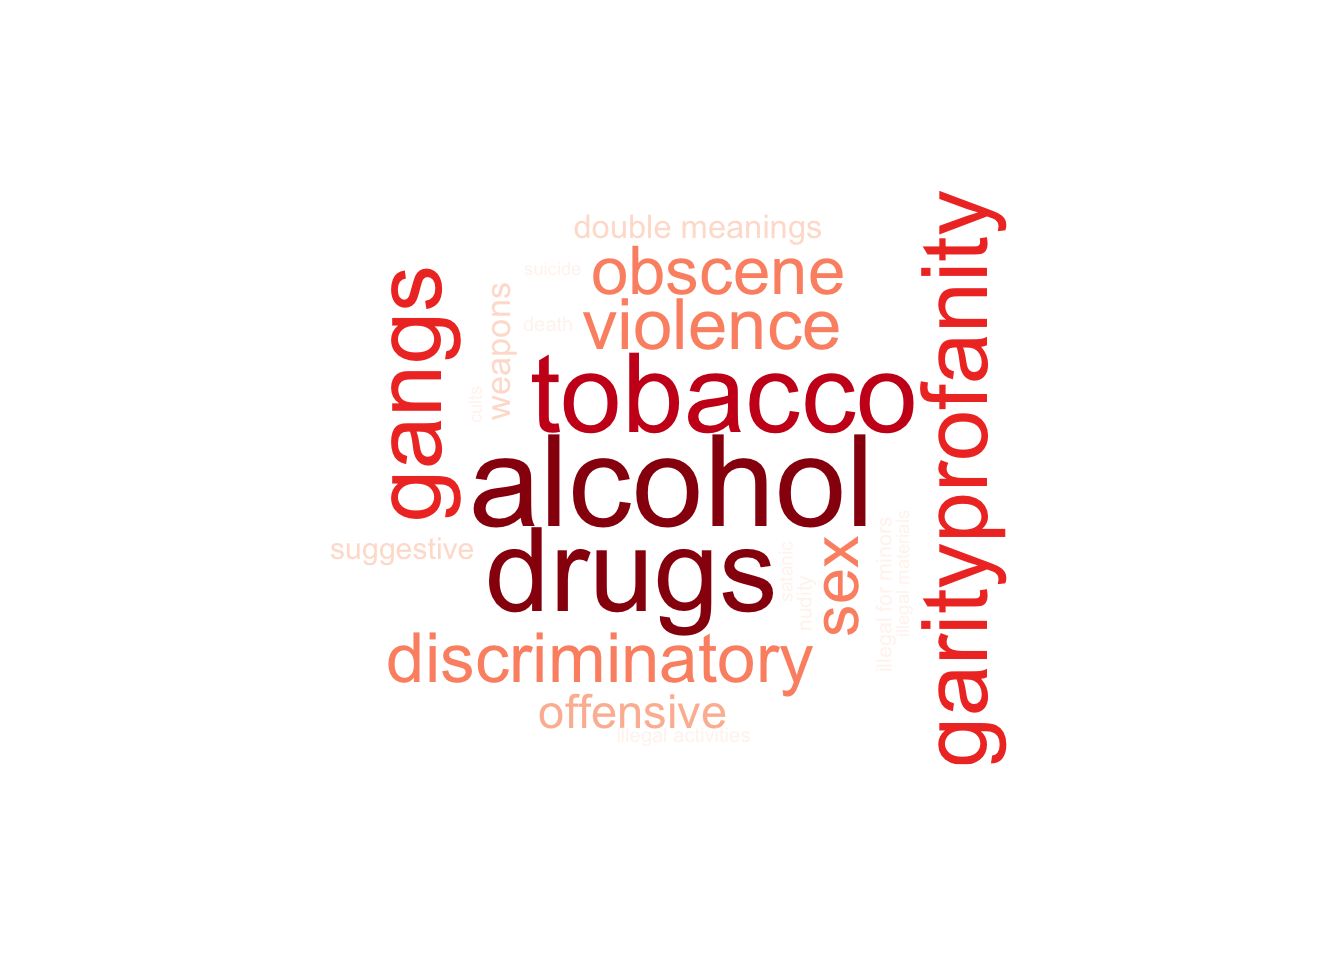 double meanings
suicide
obscene
weapons
death
violence
cults
gangs
tobacco
garityprofanity
alcohol
suggestive
drugs
satanic
nudity
sex
illegal for minors
illegal materials
discriminatory
offensive
illegal activities